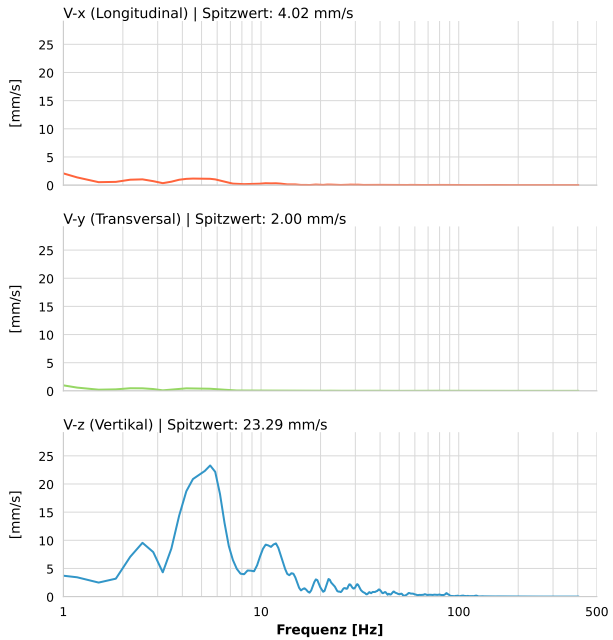 V-x (Longitudinal) | Spitzwert: 4.02 mm/s
25
20
15
10
5
0
[mm/s]
V-y (Transversal) | Spitzwert: 2.00 mm/s
25
20
15
10
5
0
[mm/s]
V-z (Vertikal) | Spitzwert: 23.29 mm/s
25
20
15
10
5
0
[mm/s]
1 10 100 500
Frequenz [Hz]